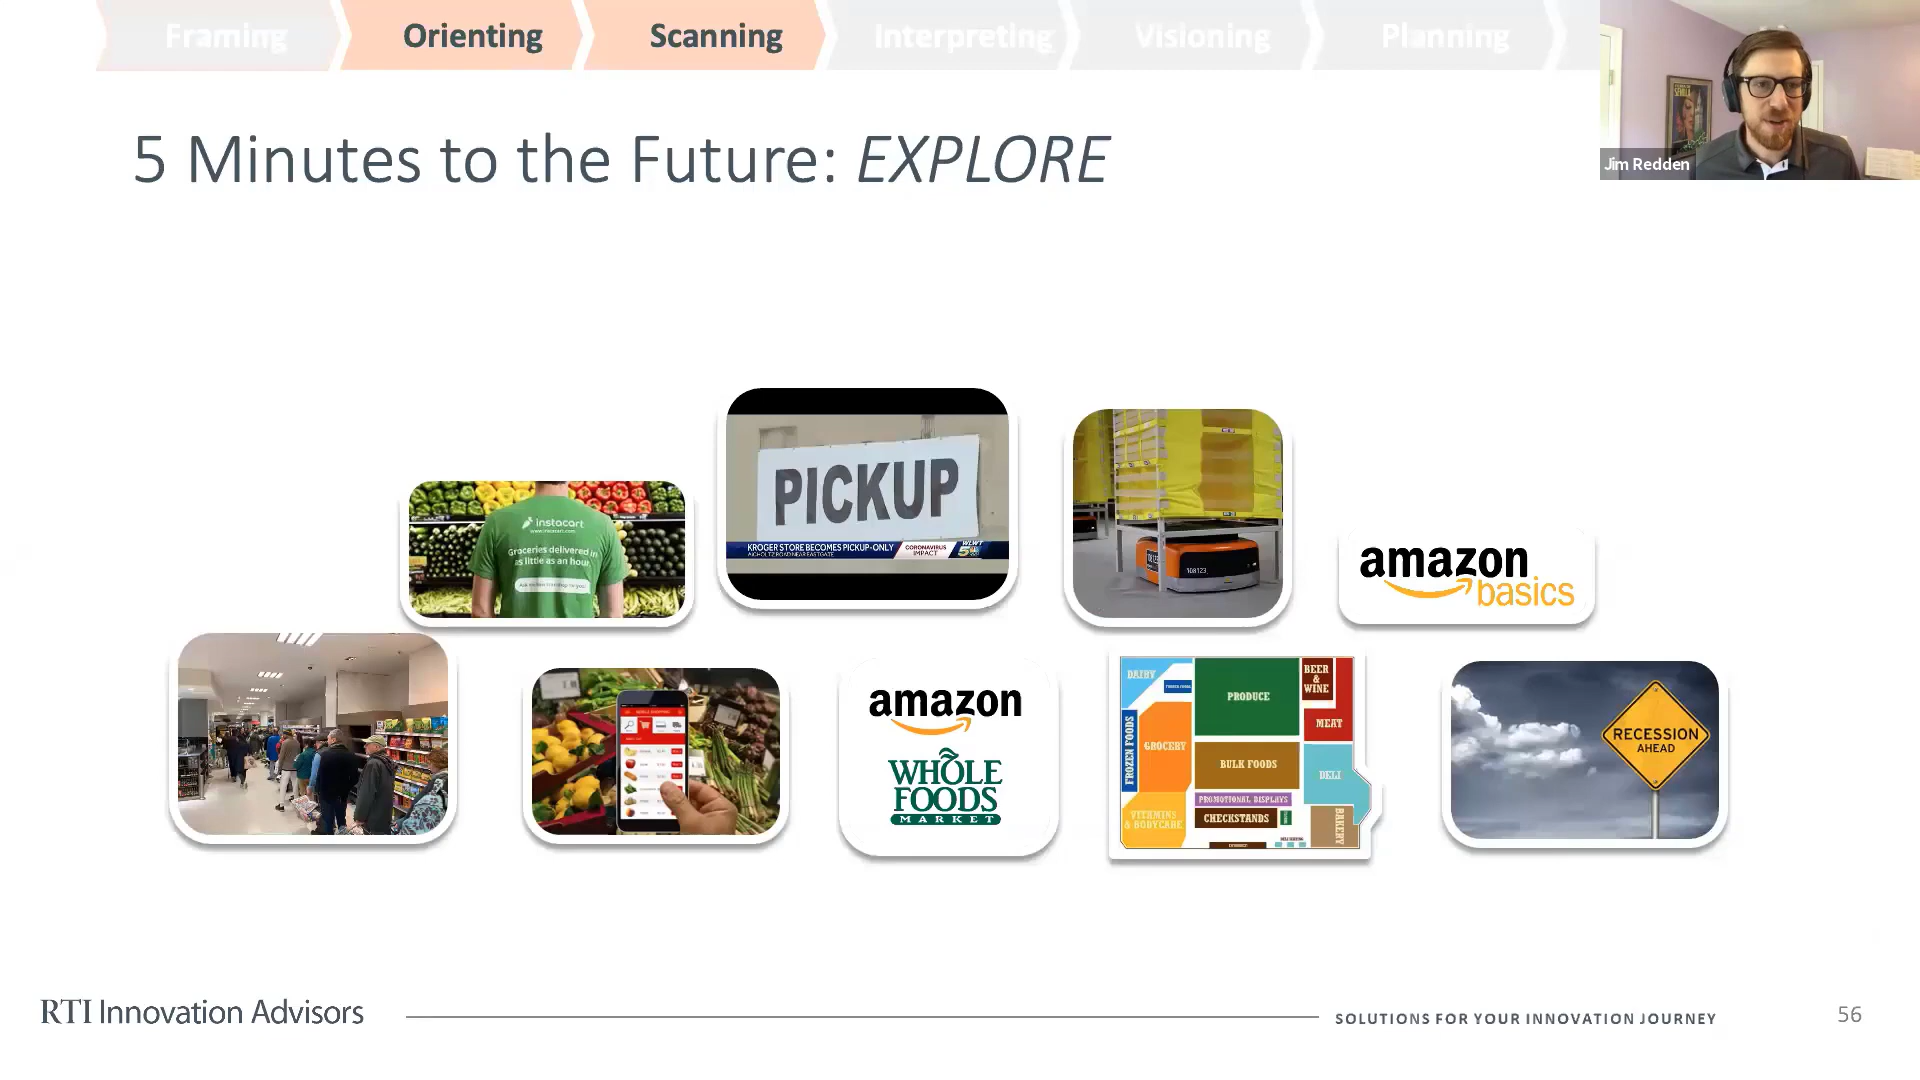 Framing
Orienting
Scanning
Interpreting
Visioning
Planning
Jim Redden
5 Minutes to the Future: EXPLORE
instacart
Groceries delivered in
as little as an hour.
PICKUP
KROGER STORE BECOMES PICKUP-ONLY
CORONAVIRUS
IMPACT
WLWT
5
108123
amazon
basics
amazon
WHOLE
FOODS
MARKET
DAIRY
FROZEN FOODS
GROCERY
VITAMINS
& BODYCARE
PRODUCE
BULK FOODS
PROMOTIONAL DISPLAYS
CHECKSTANDS
BEER
&
WINE
MEAT
DELI
BAKERY
RECESSION
AHEAD
RTI Innovation Advisors
SOLUTIONS FOR YOUR INNOVATION JOURNEY
56